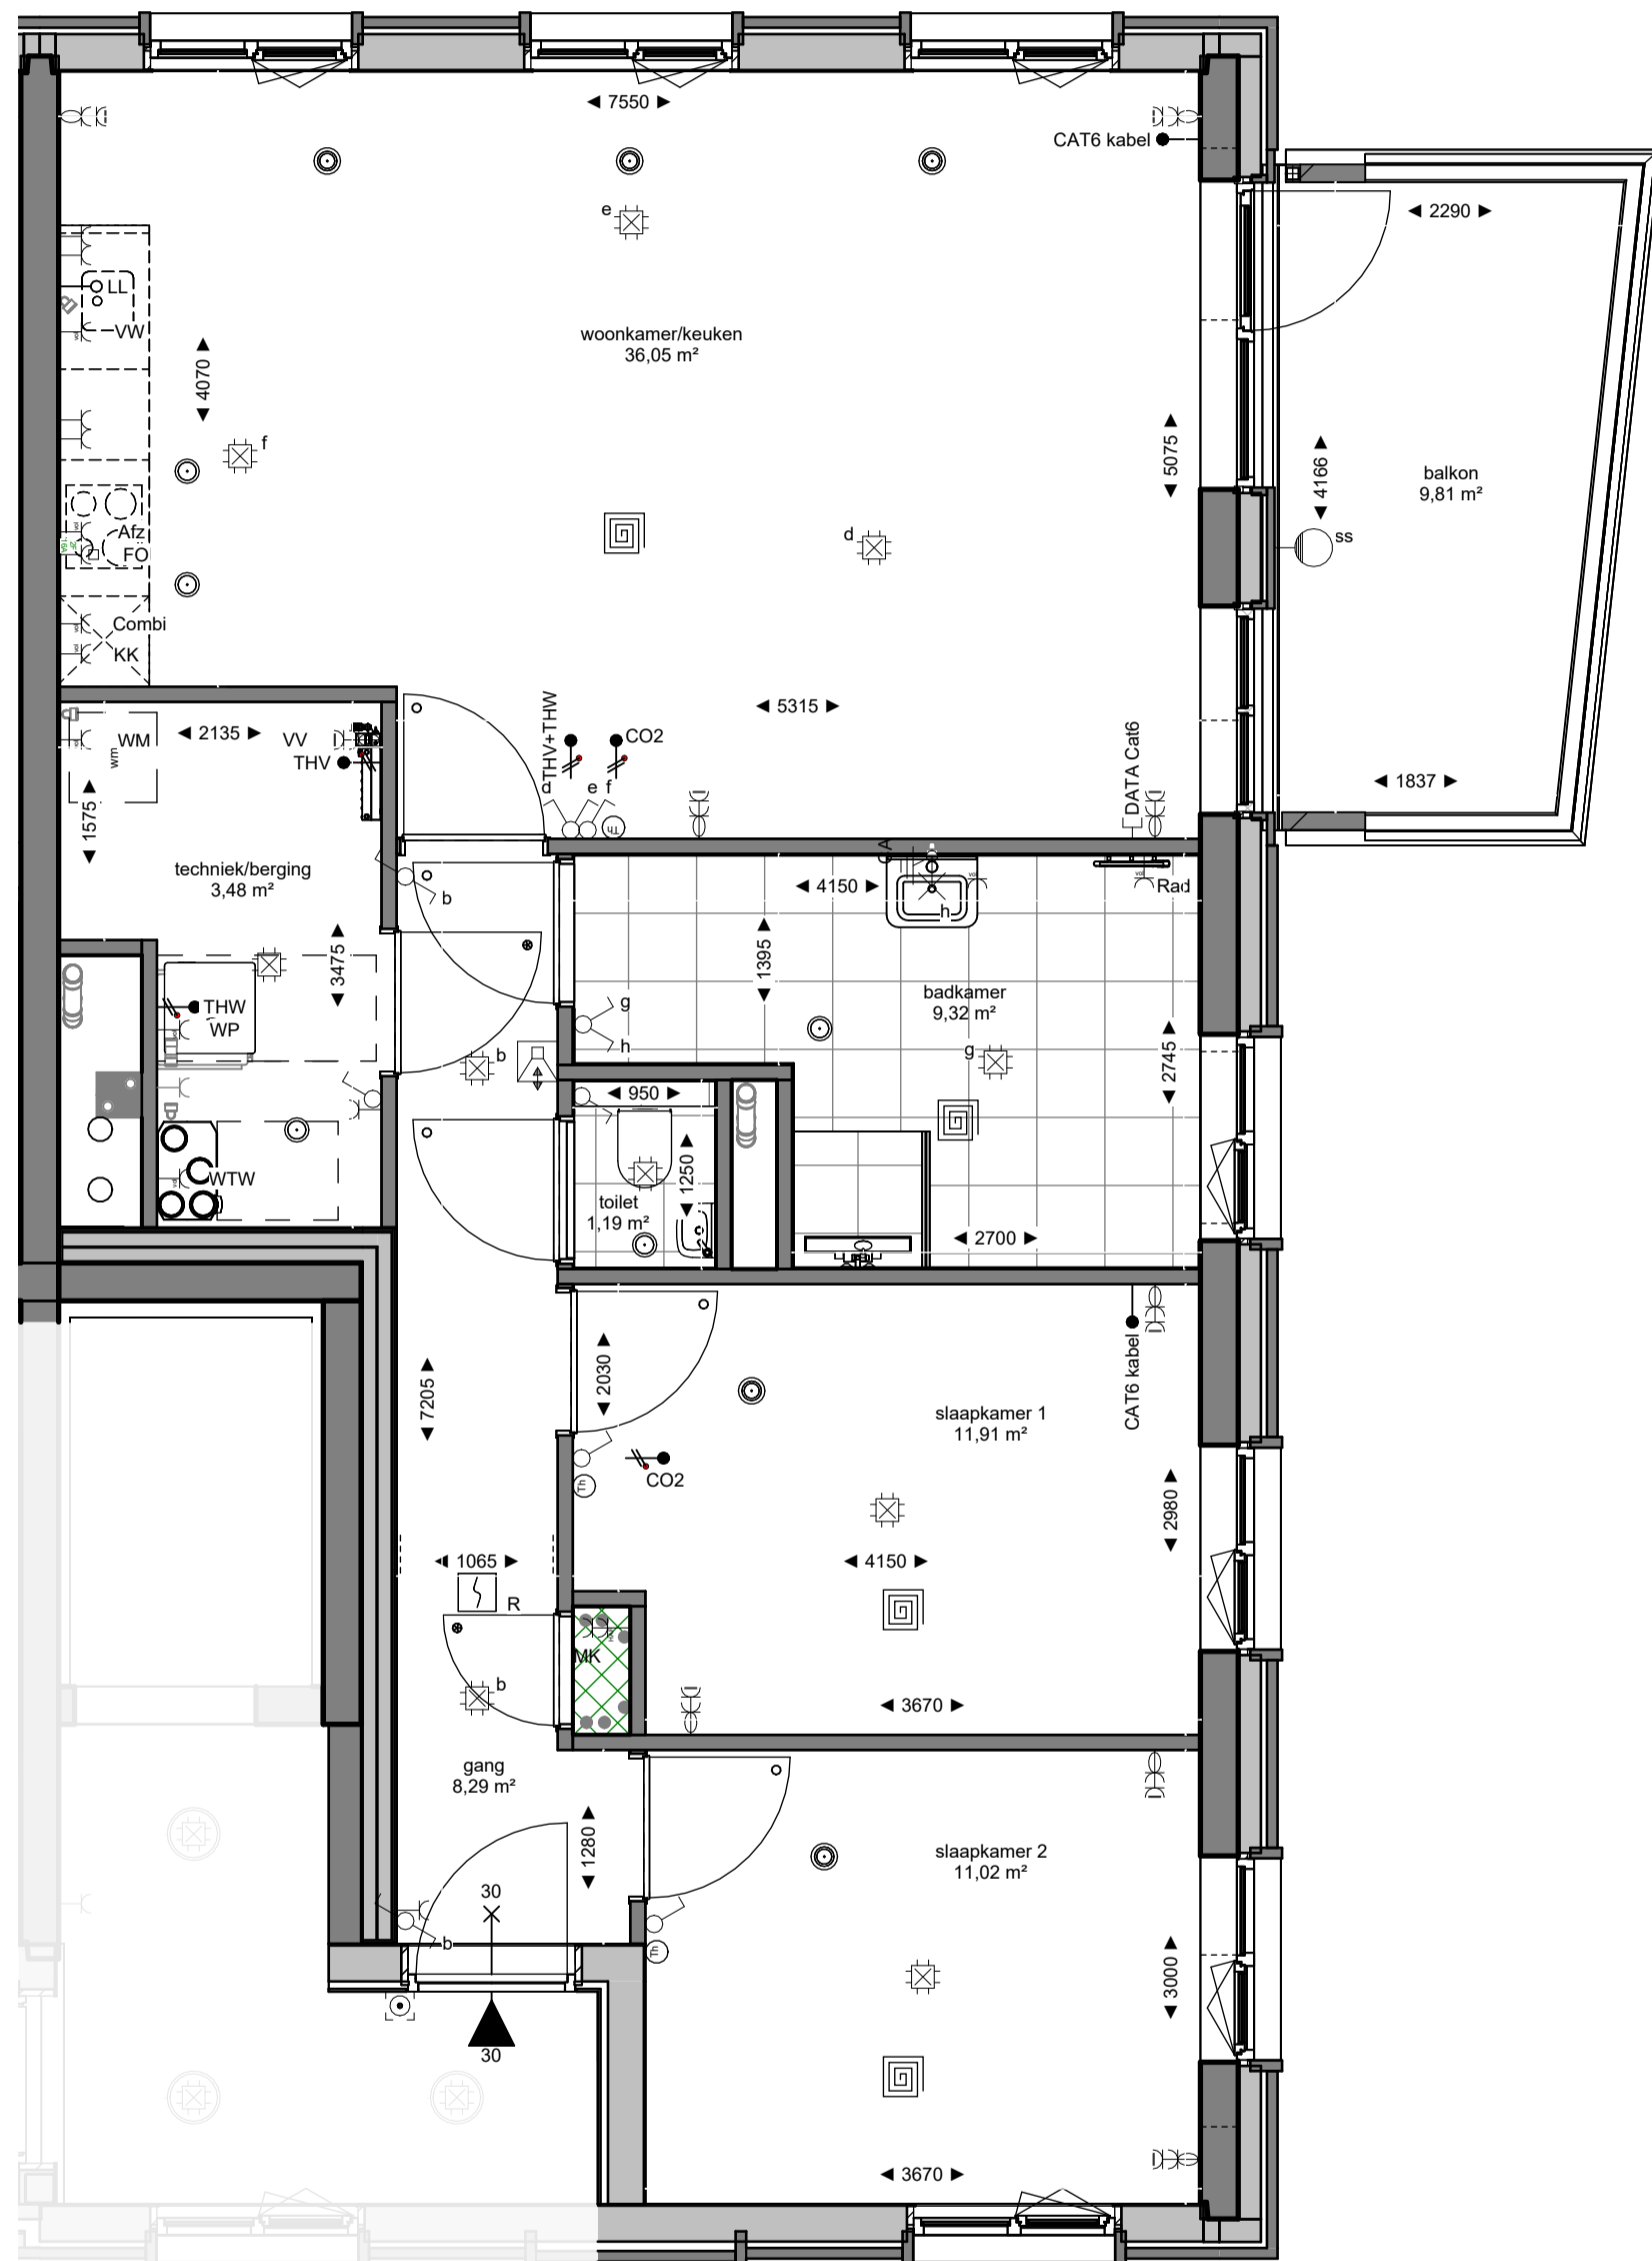 7550
CAT6 kabel
2290
e
LL
VW
woonkamer/keuken
36,05 m²
4070
f
5075
4166
balkon
9,81 m²
d
ss
Afz
FO
Combi
KK
5315
THV+THW
CO2
DATA Cat6
WM
wm
2135
VV
THV
d
e
f
1837
1575
techniek/berging
3,48 m²
b
4150
h
Rad
1395
3475
badkamer
9,32 m²
g
h
g
2745
THW
WP
b
950
1250
WTW
toilet
1,19 m²
2700
CAT6 kabel
2030
7205
slaapkamer 1
11,91 m²
Th
CO2
2980
1065
4150
R
MK
b
3670
gang
8,29 m²
1280
slaapkamer 2
11,02 m²
30
b
Th
3000
30
3670